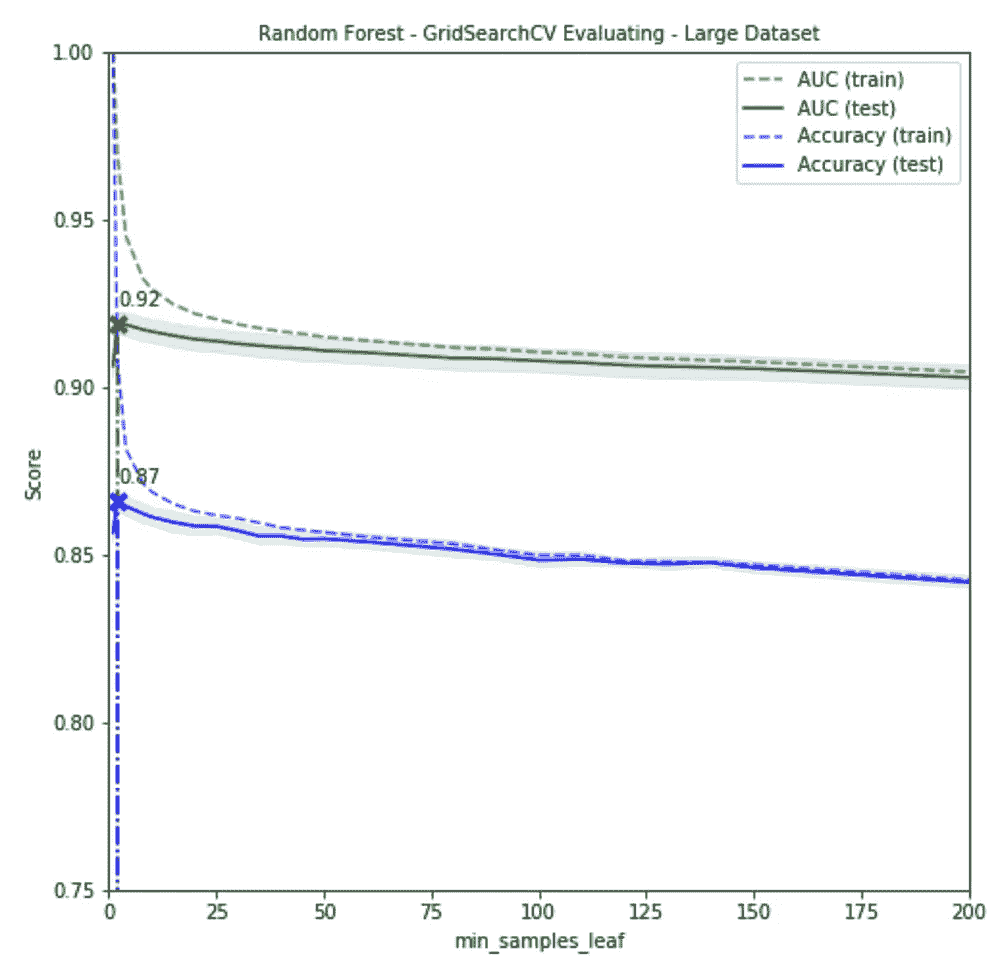 Random Forest - GridSearchCV Evaluating - Large Dataset
1.00
0.95
0.90
0.85
0.80
0.75
Score
AUC (train)
AUC (test)
Accuracy (train)
Accuracy (test)
0.92
0.87
0 25 50 75 100 125 150 175 200
min_samples_leaf